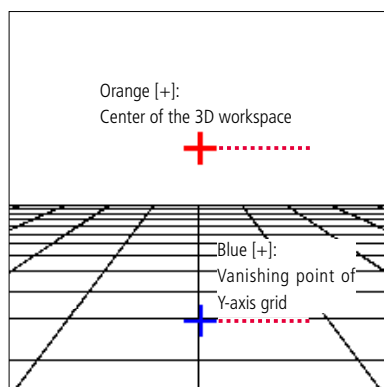 Orange [+]:
Center of the 3D workspace
Blue [+]:
Vanishing point of
Y-axis grid